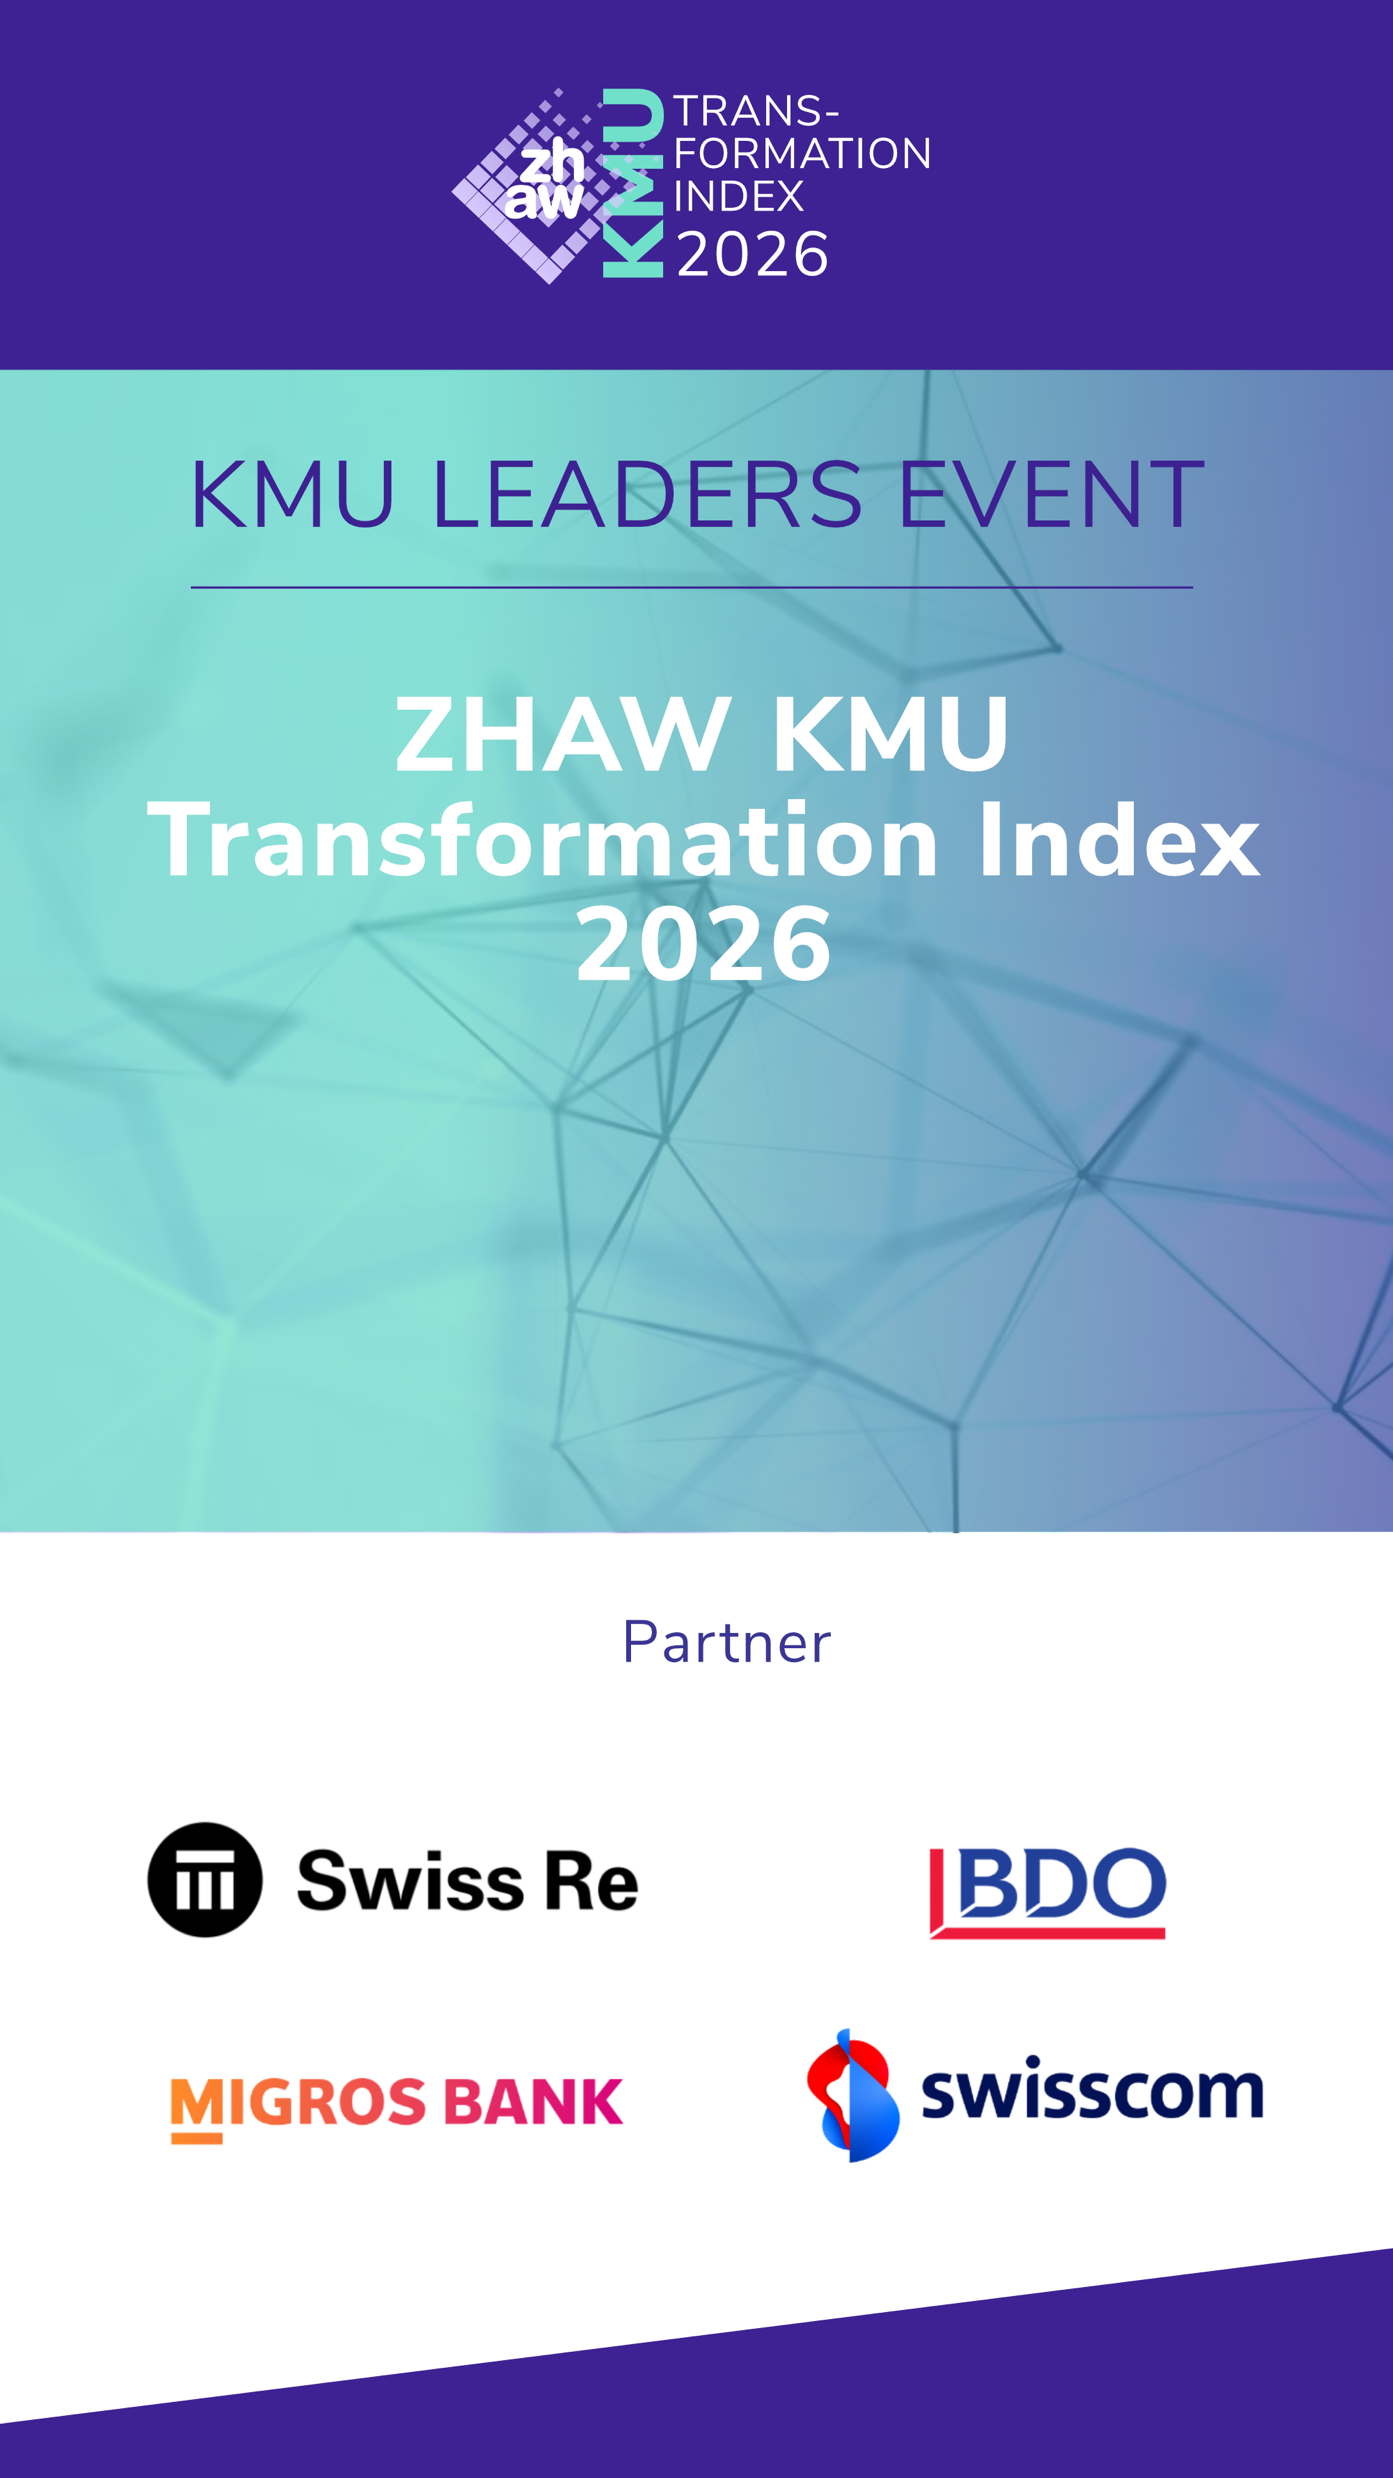 zh
aw
KMU
TRANS-
FORMATION
INDEX
2026
KMU LEADERS EVENT
ZHAW KMU
Transformation Index
2026
Partner
Swiss Re
BDO
MIGROS BANK
swisscom